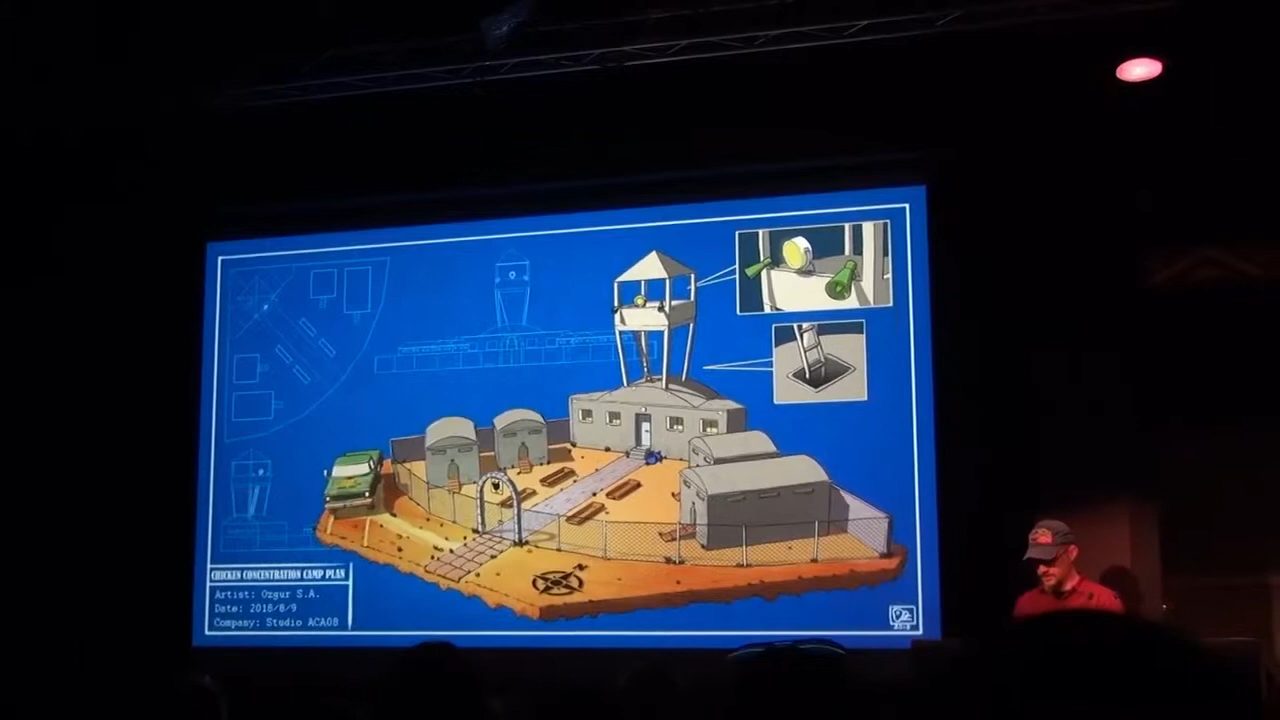 CHICKEN CONCENTRATION CAMP PLAN
Artist: Ozgur S.A.
Date: 2018/8/9
Company: Studio ACA08